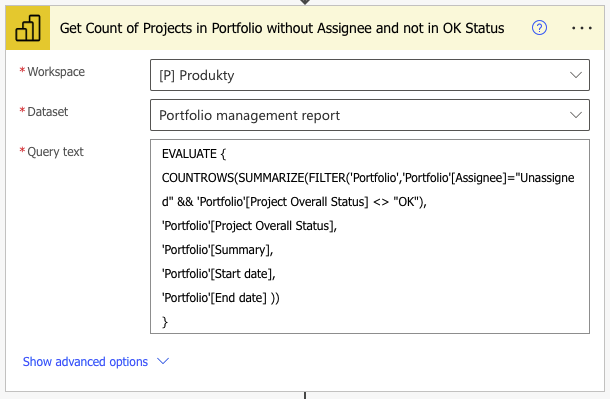 Get Count of Projects in Portfolio without Assignee and not in OK Status
* Workspace
[P] Produkty
* Dataset
Portfolio management report
* Query text
EVALUATE {
COUNTROWS(SUMMARIZE(FILTER('Portfolio','Portfolio'[Assignee]="Unassigne
d" && 'Portfolio'[Project Overall Status] <> "OK"),
'Portfolio'[Project Overall Status],
'Portfolio'[Summary],
'Portfolio'[Start date],
'Portfolio'[End date] ))
}
Show advanced options